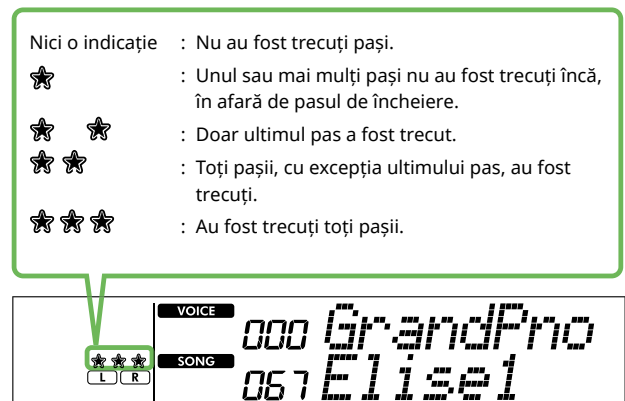 Nici o indicație : Nu au fost trecuți pași.
★ : Unul sau mai mulți pași nu au fost trecuți încă,
în afară de pasul de încheiere.
★ ★ : Doar ultimul pas a fost trecut.
★★ : Toți pașii, cu excepția ultimului pas, au fost
trecuți.
★★★ : Au fost trecuți toți pașii.
VOICE 000 GrandPno
★★★
L R
SONG 067 Elise1